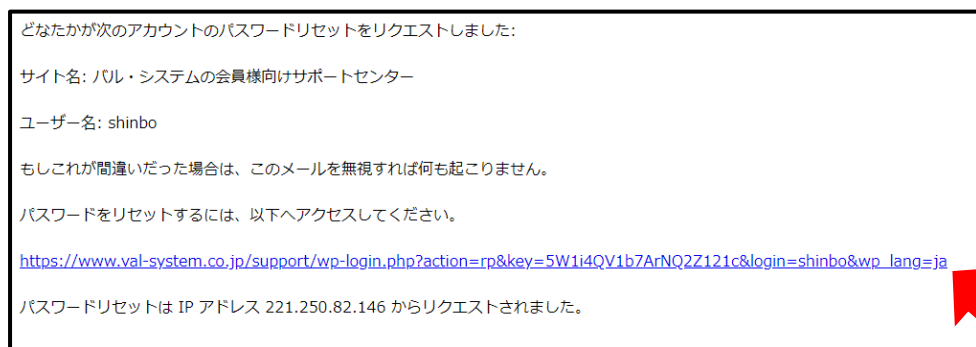 どなたかが次のアカウントのパスワードリセットをリクエストしました:
サイト名: バル・システムの会員様向けサポートセンター
ユーザー名: shinbo
もしこれが間違いだった場合は、このメールを無視すれば何も起こりません。
パスワードをリセットするには、以下へアクセスしてください。
https://www.val-system.co.jp/support/wp-login.php?action=rp&key=5W1i4QV1b7ArNQ2Z121c&login=shinbo&wp_lang=ja
パスワードリセットは IP アドレス 221.250.82.146 からリクエストされました。